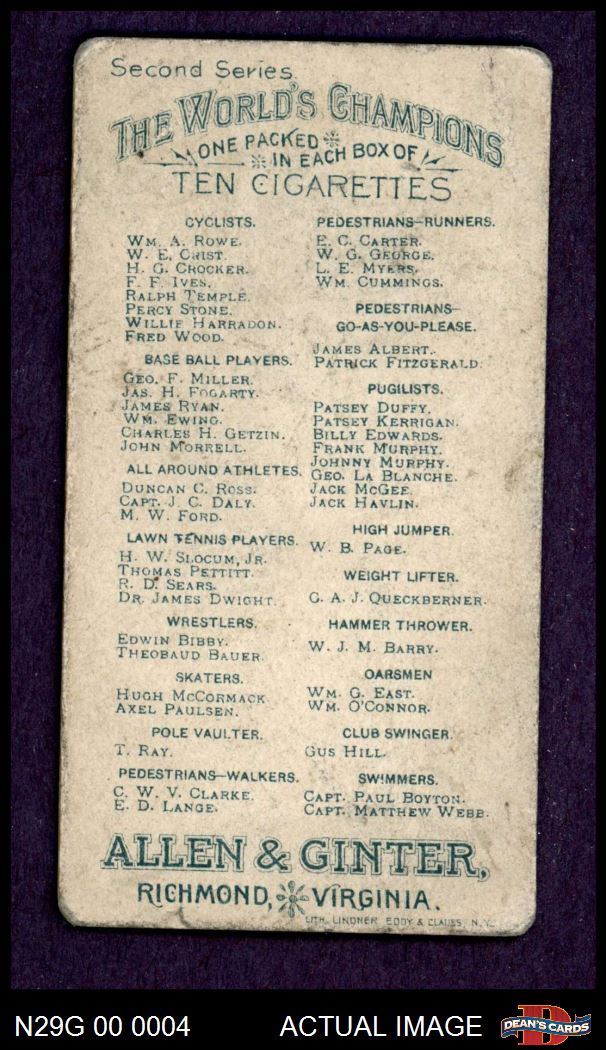 Second Series.
THE WORLD'S CHAMPIONS
ONE PACKED
IN EACH BOX OF
TEN CIGARETTES
CYCLISTS.
WM. A. ROWE.
W. E. CRIST.
H. G. CROCKER.
F. F. IVES.
RALPH TEMPLE.
PERCY STONE.
WILLIE HARRADON.
FRED WOOD.
BASE BALL PLAYERS.
GEO. F. MILLER.
JAS. H. FOGARTY.
JAMES RYAN.
WM. EWING.
CHARLES H. GETZIN.
JOHN MORRELL.
ALL AROUND ATHLETES.
DUNCAN C. ROSS.
CAPT. J. C. DALY.
M. W. FORD.
LAWN TENNIS PLAYERS.
H. W. SLOCUM, JR.
THOMAS PETTITT.
R. D. SEARS.
DR. JAMES DWIGHT.
WRESTLERS.
EDWIN BIBBY.
THEOBAUD BAUER.
SKATERS.
HUGH MCCORMACK
AXEL PAULSEN.
POLE VAULTER.
T. RAY.
PEDESTRIANS-WALKERS.
C. W. V. CLARKE.
E. D. LANGE.
PEDESTRIANS-RUNNERS.
E. C. CARTER.
W. G. GEORGE.
L. E. MYERS.
WM. CUMMINGS.
PEDESTRIANS-
GO-AS-YOU-PLEASE.
JAMES ALBERT.
PATRICK FITZGERALD.
PUGILISTS.
PATSEY DUFFY.
PATSEY KERRIGAN.
BILLY EDWARDS.
FRANK MURPHY.
JOHNNY MURPHY.
GEO. LA BLANCHE.
JACK MCGEE.
JACK HAVLIN.
HIGH JUMPER.
W. B. PAGE.
WEIGHT LIFTER.
C. A. J. QUECKBERNER.
HAMMER THROWER.
W. J. M. BARRY.
OARSMEN
WM. G. EAST.
WM. O'CONNOR.
CLUB SWINGER.
GUS HILL.
SWIMMERS.
CAPT. PAUL BOYTON.
CAPT. MATTHEW WEBB.
ALLEN & GINTER,
RICHMOND, VIRGINIA.
LITH. LINDNER EDDY & CLAUSS, N.Y.
N29G 00 0004
ACTUAL IMAGE
D
DEAN'S CARDS